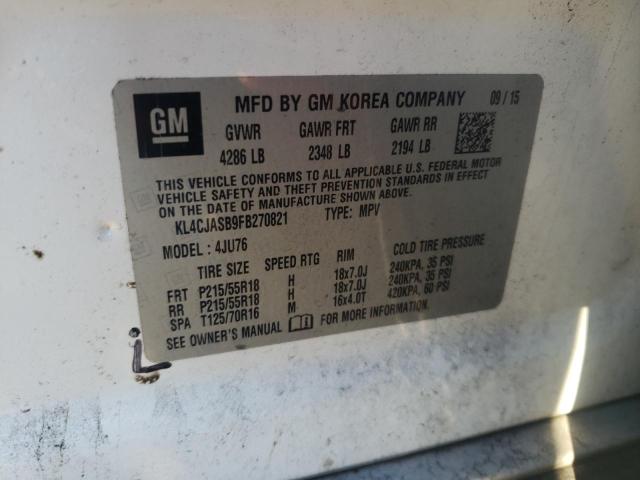 GM
MFD BY GM KOREA COMPANY 09/15
GVWR GAWR FRT GAWR RR
4286 LB 2348 LB 2194 LB
THIS VEHICLE CONFORMS TO ALL APPLICABLE U.S. FEDERAL MOTOR
VEHICLE SAFETY AND THEFT PREVENTION STANDARDS IN EFFECT
ON THE DATE OF MANUFACTURE SHOWN ABOVE.
KL4CJASB9FB270821 TYPE: MPV
MODEL: 4JU76
TIRE SIZE SPEED RTG RIM COLD TIRE PRESSURE
FRT P215/55R18 H 18x7.0J 240KPA, 35 PSI
RR P215/55R18 H 18x7.0J 240KPA, 35 PSI
SPA T125/70R16 M 16x4.0T 420KPA, 60 PSI
SEE OWNER'S MANUAL FOR MORE INFORMATION
L